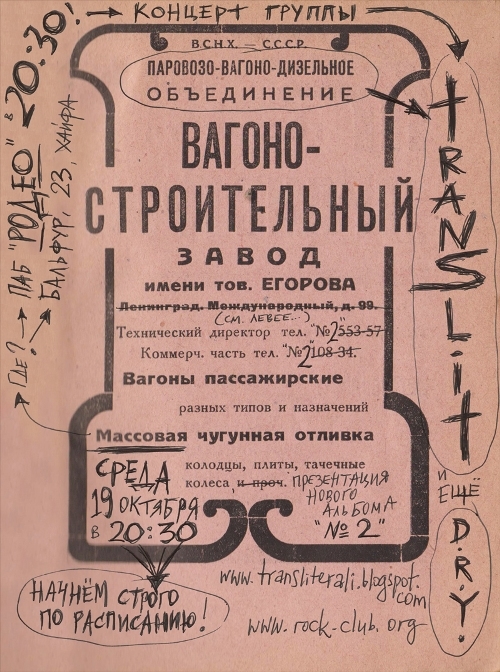 КОНЦЕРТ ГРУППЫ
В.С.Н.Х. — С.С.С.Р.
ПАРОВОЗО-ВАГОНО-ДИЗЕЛЬНОЕ
ОБЪЕДИНЕНИЕ
ВАГОНО-
СТРОИТЕЛЬНЫЙ
ЗАВОД
имени тов. ЕГОРОВА
Ленинград. Международный, д. 99.
(СМ. ЛЕВЕЕ...)
Технический директор тел. "№2"553-57
Коммерч. часть тел. "№2"108-34.
Вагоны пассажирские
разных типов и назначений
Массовая чугунная отливка
колодцы, плиты, тачечные
колеса, и проч.
ПРЕЗЕНТАЦИЯ
НОВОГО
АЛЬБОМА
"№2"
СРЕДА
19 ОКТЯБРЯ
В 20:30
НАЧНЁМ СТРОГО
ПО РАСПИСАНИЮ!
www.transliterali.blogspot.
com
www.rock-club.org
ГДЕ? → ПАБ "РОДЕО" В 20:30!
БАЛЬФУР, 23, ХАЙФА
TRANSLiT
И
ЕЩЁ
D.R.Y.